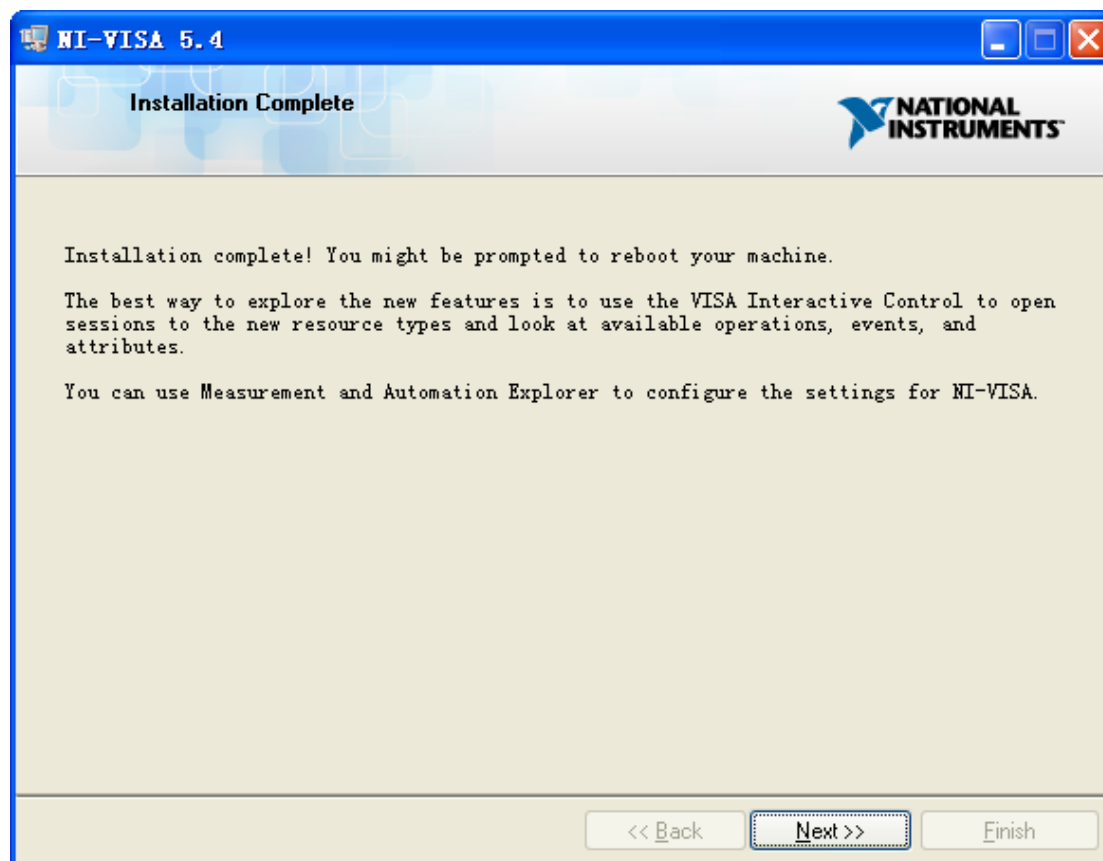 NI-VISA 5.4
Installation Complete
NATIONAL
INSTRUMENTS™
Installation complete! You might be prompted to reboot your machine.
The best way to explore the new features is to use the VISA Interactive Control to open
sessions to the new resource types and look at available operations, events, and
attributes.
You can use Measurement and Automation Explorer to configure the settings for NI-VISA.
<< Back
Next >>
Finish